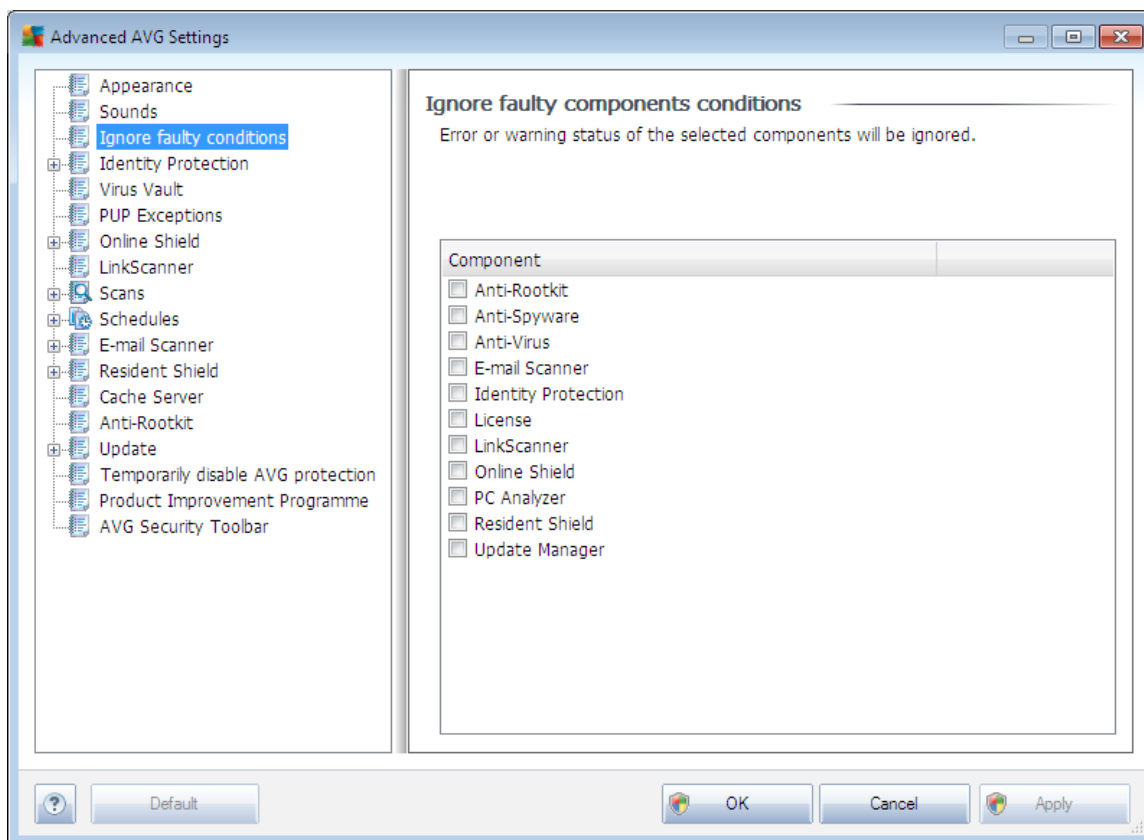 Advanced AVG Settings
Appearance
Sounds
Ignore faulty conditions
Identity Protection
Virus Vault
PUP Exceptions
Online Shield
LinkScanner
Scans
Schedules
E-mail Scanner
Resident Shield
Cache Server
Anti-Rootkit
Update
Temporarily disable AVG protection
Product Improvement Programme
AVG Security Toolbar
Ignore faulty components conditions
Error or warning status of the selected components will be ignored.
Component
Anti-Rootkit
Anti-Spyware
Anti-Virus
E-mail Scanner
Identity Protection
License
LinkScanner
Online Shield
PC Analyzer
Resident Shield
Update Manager
?
Default
OK
Cancel
Apply